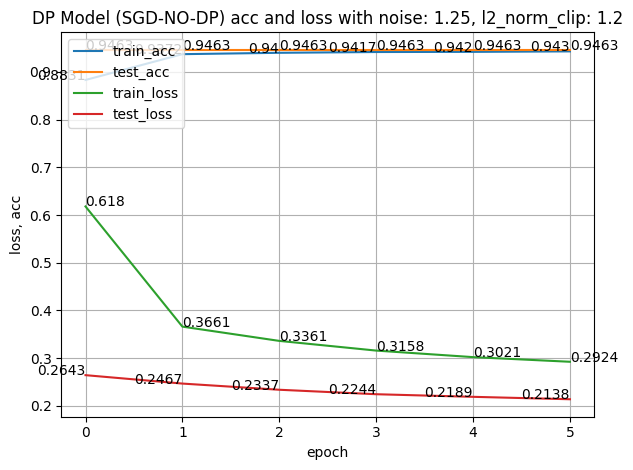 DP Model (SGD-NO-DP) acc and loss with noise: 1.25, l2_norm_clip: 1.2
0.9463 0.9463 0.9463 0.9463 0.9463 0.9463
0.8831 0.9372 0.94 0.9417 0.942 0.943
train_acc
test_acc
train_loss
test_loss
0.9
0.8
0.7
0.6
0.5
0.4
0.3
0.2
loss, acc
0.618
0.3661
0.3361
0.3158
0.3021
0.2924
0.2643
0.2467
0.2337
0.2244
0.2189
0.2138
0 1 2 3 4 5
epoch